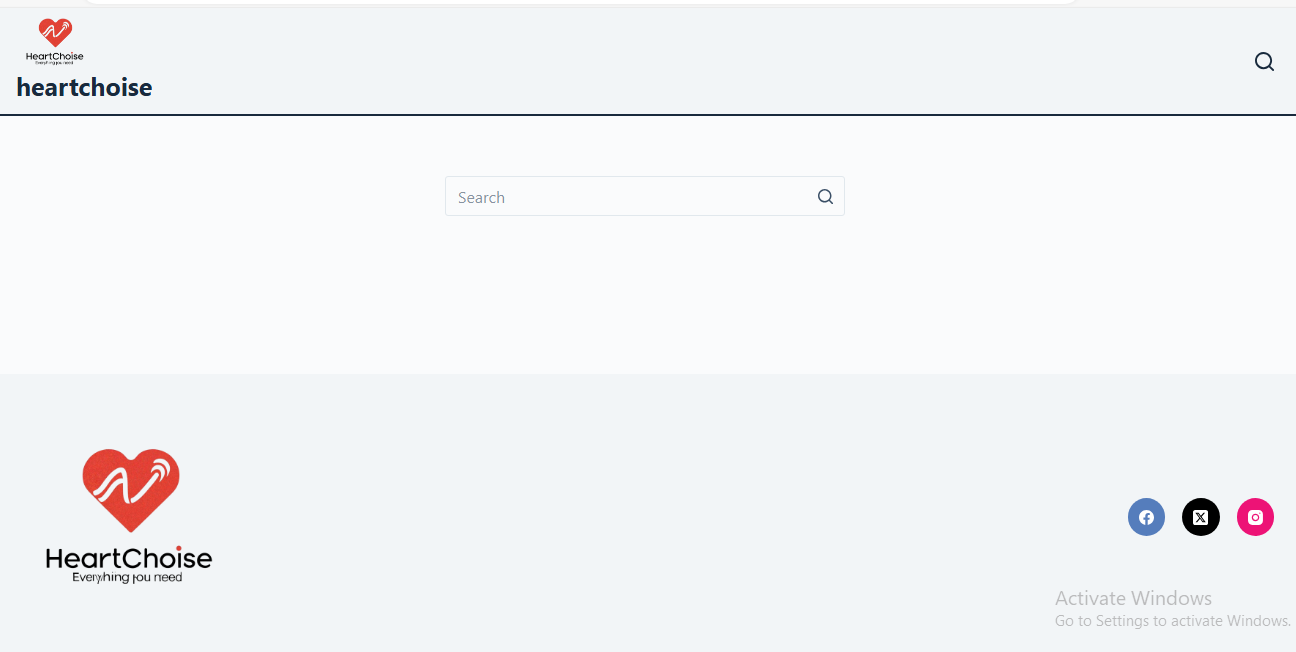 HeartChoise
Everything you need
heartchoise
Search
HeartChoise
Everything you need
Activate Windows
Go to Settings to activate Windows.